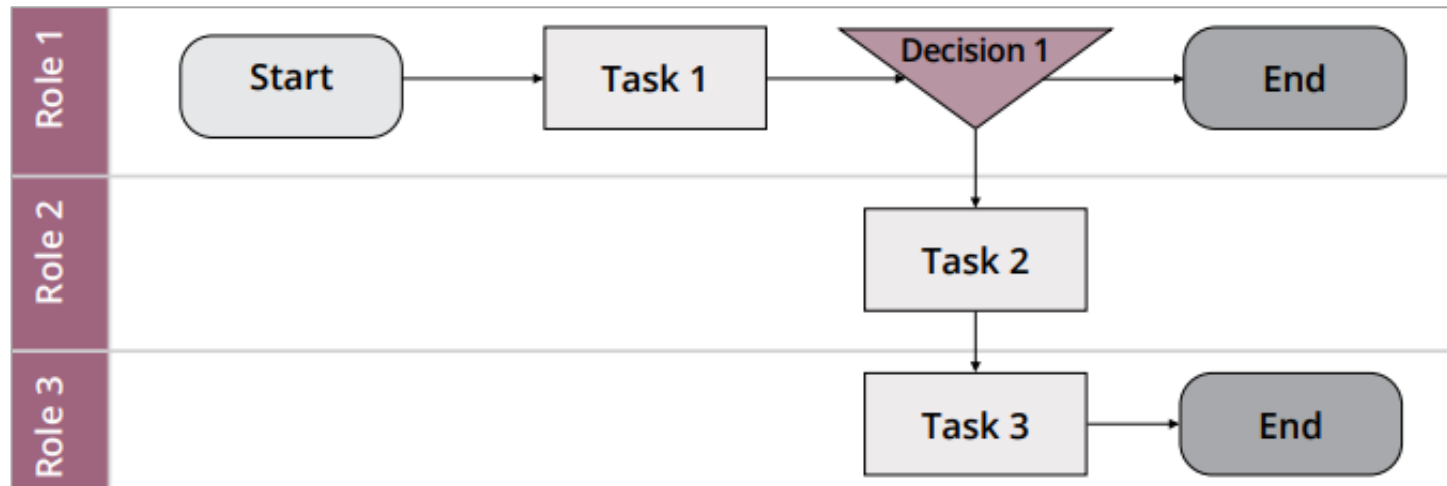 Role 1
Start
Task 1
Decision 1
End
Role 2
Task 2
Role 3
Task 3
End